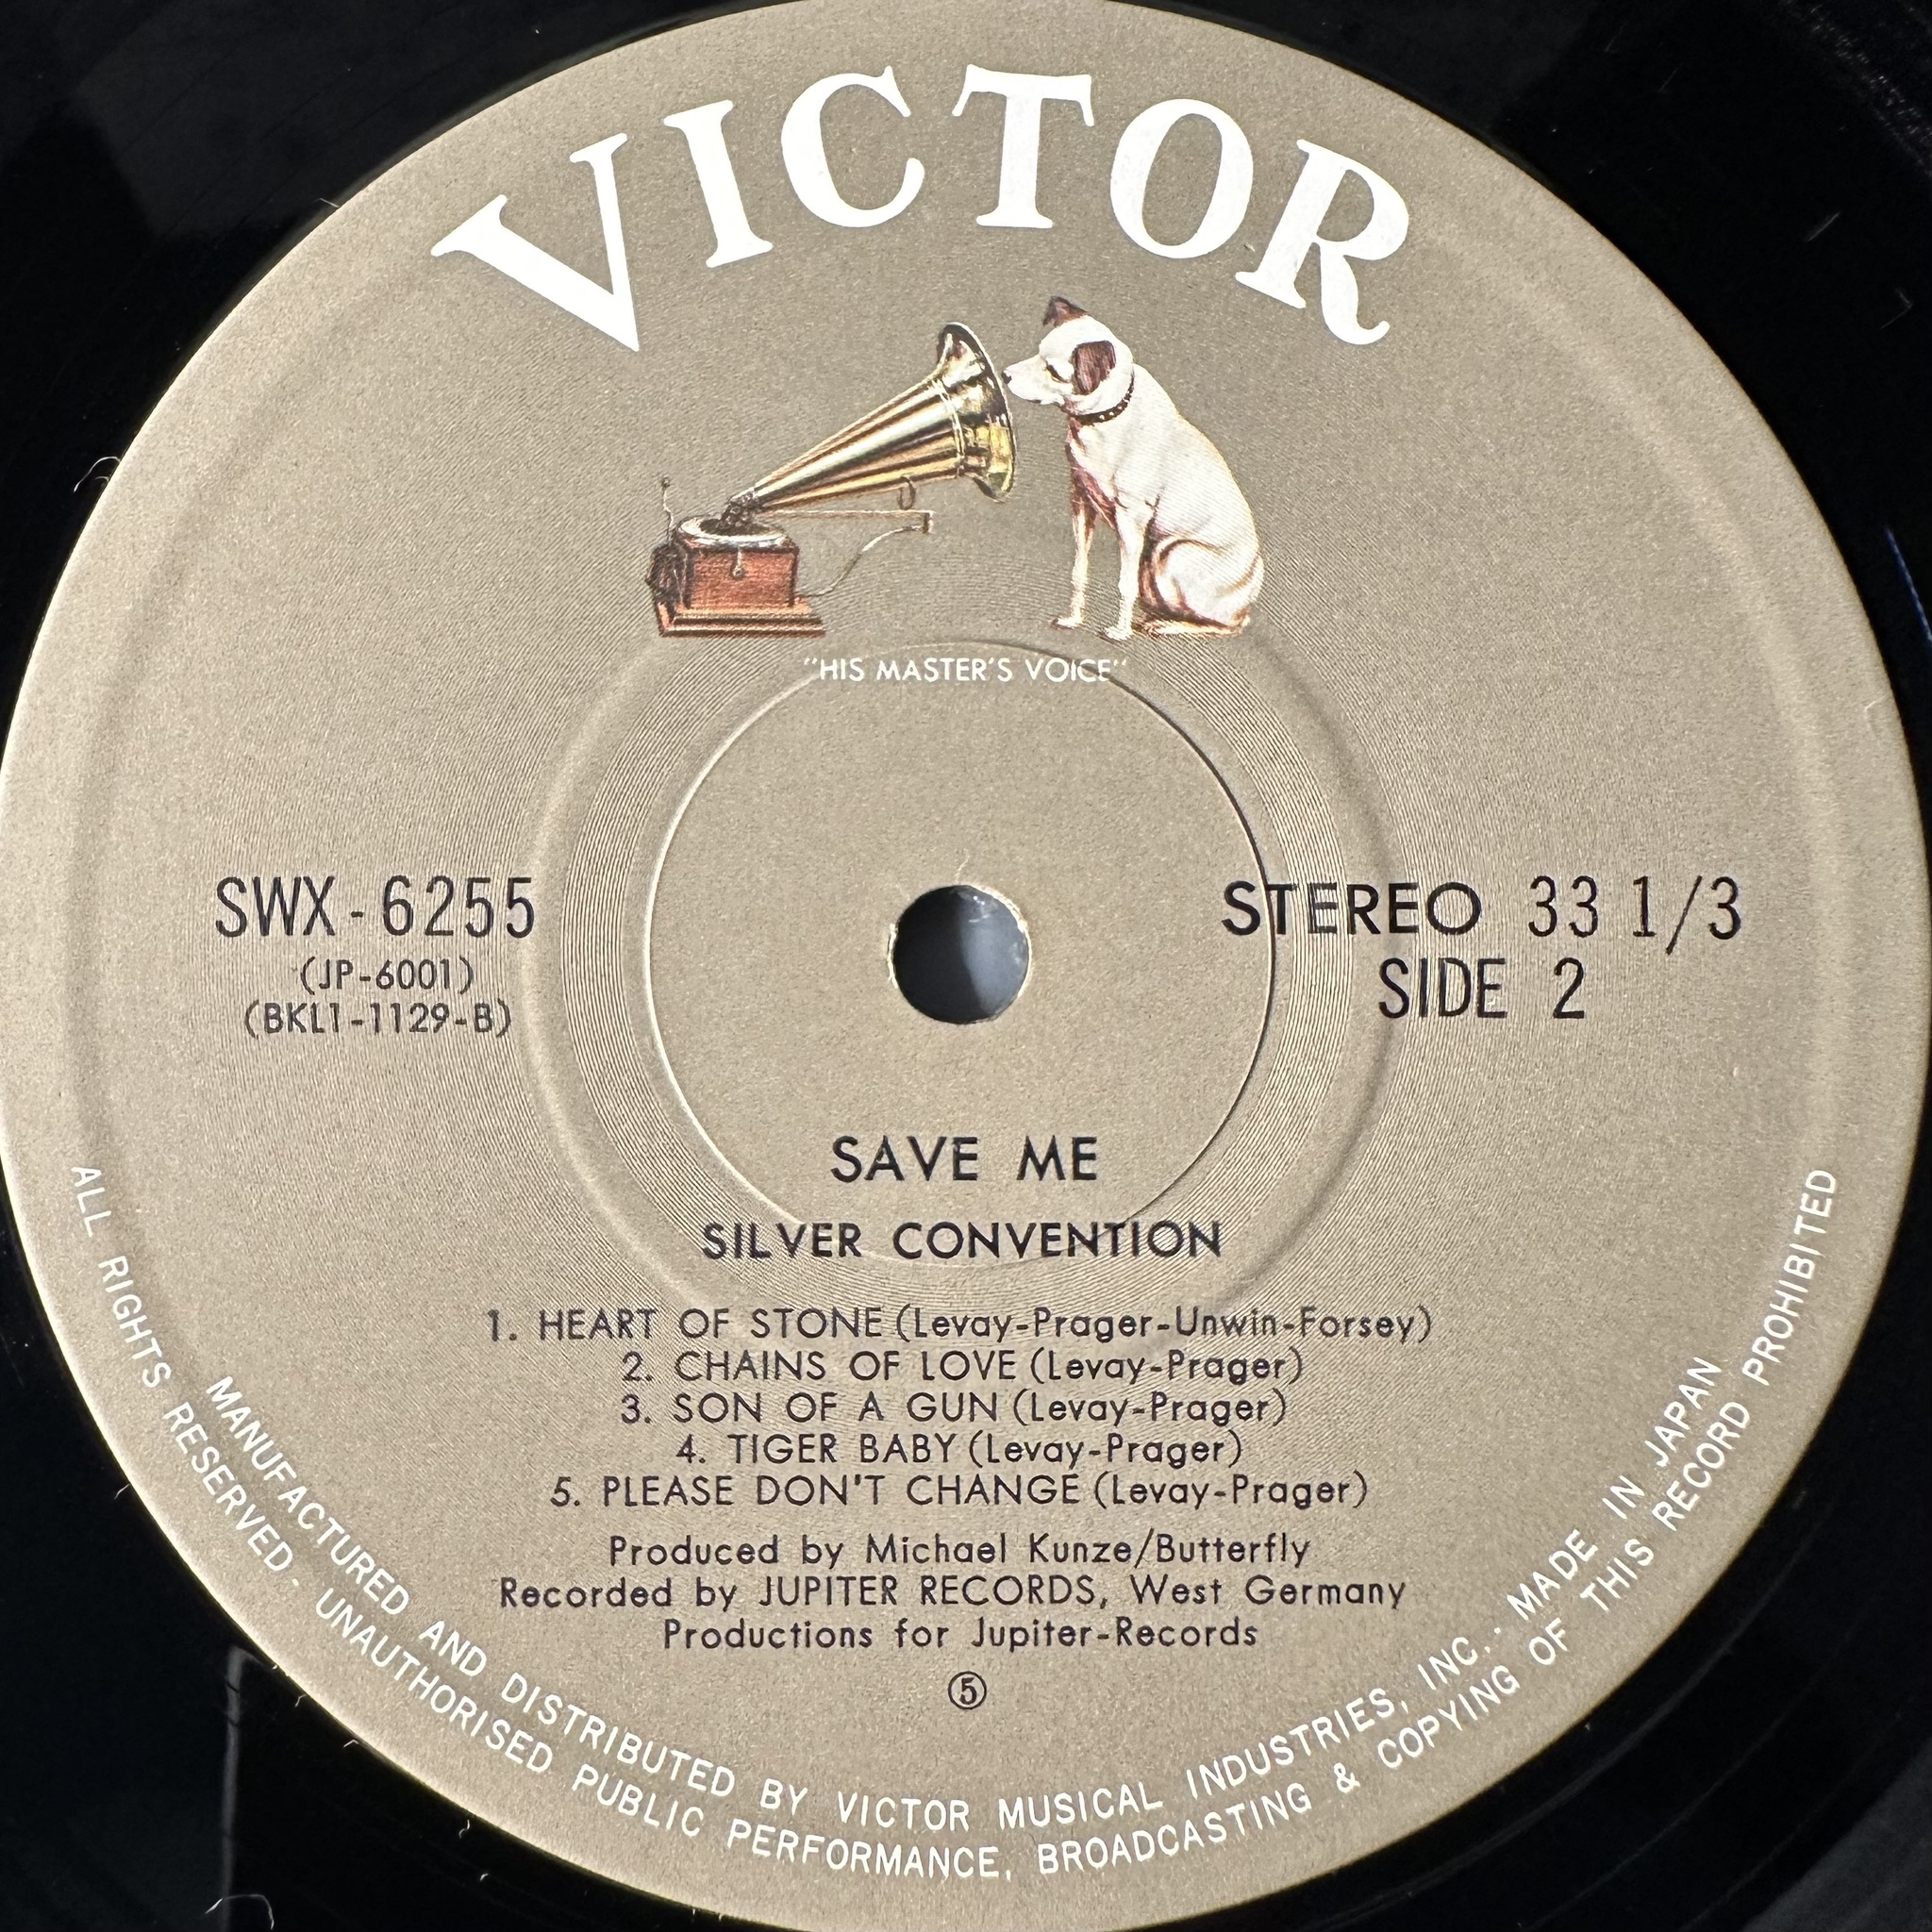 VICTOR
"HIS MASTER'S VOICE"
SWX-6255
(JP-6001)
(BKL1-1129-B)
STEREO 33 1/3
SIDE 2
SAVE ME
SILVER CONVENTION
1. HEART OF STONE (Levay-Prager-Unwin-Forsey)
2. CHAINS OF LOVE (Levay-Prager)
3. SON OF A GUN (Levay-Prager)
4. TIGER BABY (Levay-Prager)
5. PLEASE DON'T CHANGE (Levay-Prager)
Produced by Michael Kunze/Butterfly
Recorded by JUPITER RECORDS, West Germany
Productions for Jupiter-Records
⑤
MANUFACTURED AND DISTRIBUTED BY VICTOR MUSICAL INDUSTRIES, INC. · MADE IN JAPAN
ALL RIGHTS RESERVED · UNAUTHORISED PUBLIC PERFORMANCE, BROADCASTING & COPYING OF THIS RECORD PROHIBITED